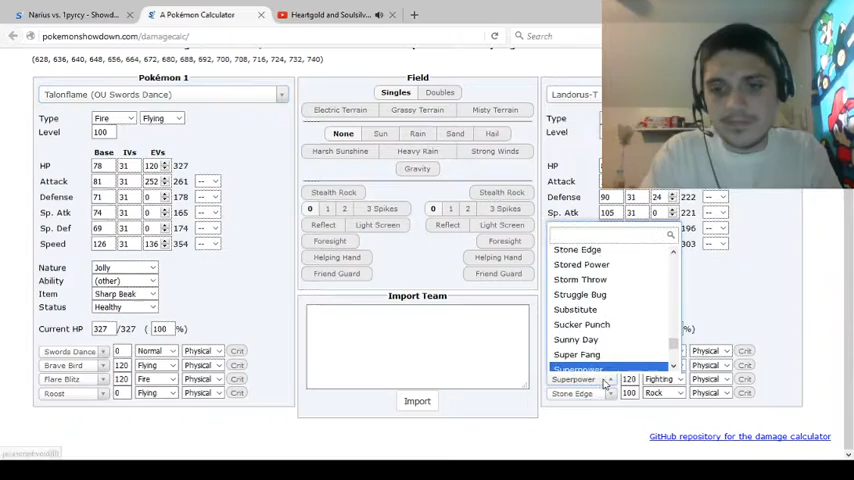 Narius vs. 1pyrcy - Showd...
A Pokémon Calculator
Heartgold and Soulsilv...
pokemonshowdown.com/damagecalc/
Search
(628, 636, 640, 648, 652, 660, 664, 672, 680, 688, 692, 700, 708, 716, 724, 732, 740)
Pokémon 1
Talonflame (OU Swords Dance)
Type Fire Flying
Level 100
Base IVs EVs
HP 78 31 120 327
Attack 81 31 252 261 --
Defense 71 31 0 178 --
Sp. Atk 74 31 0 165 --
Sp. Def 69 31 0 174 --
Speed 126 31 136 354 --
Nature Jolly
Ability (other)
Item Sharp Beak
Status Healthy
Current HP 327 /327 ( 100 %)
Swords Dance 0 Normal Physical Crit
Brave Bird 120 Flying Physical Crit
Flare Blitz 120 Fire Physical Crit
Roost 0 Flying Physical Crit
Field
Singles Doubles
Electric Terrain Grassy Terrain Misty Terrain
None Sun Rain Sand Hail
Harsh Sunshine Heavy Rain Strong Winds
Gravity
Stealth Rock Stealth Rock
0 1 2 3 Spikes 0 1 2 3 Spikes
Reflect Light Screen Reflect Light Screen
Foresight Foresight
Helping Hand Helping Hand
Friend Guard Friend Guard
Import Team
Import
Landorus-T
Type
Level
HP
Attack
Defense 90 31 24 222 --
Sp. Atk 105 31 0 221 --
196 --
303 --
Stone Edge
Stored Power
Storm Throw
Struggle Bug
Substitute
Sucker Punch
Sunny Day
Super Fang
Superpower
%)
Physical Crit
Physical Crit
Superpower 120 Fighting Physical Crit
Stone Edge 100 Rock Physical Crit
GitHub repository for the damage calculator